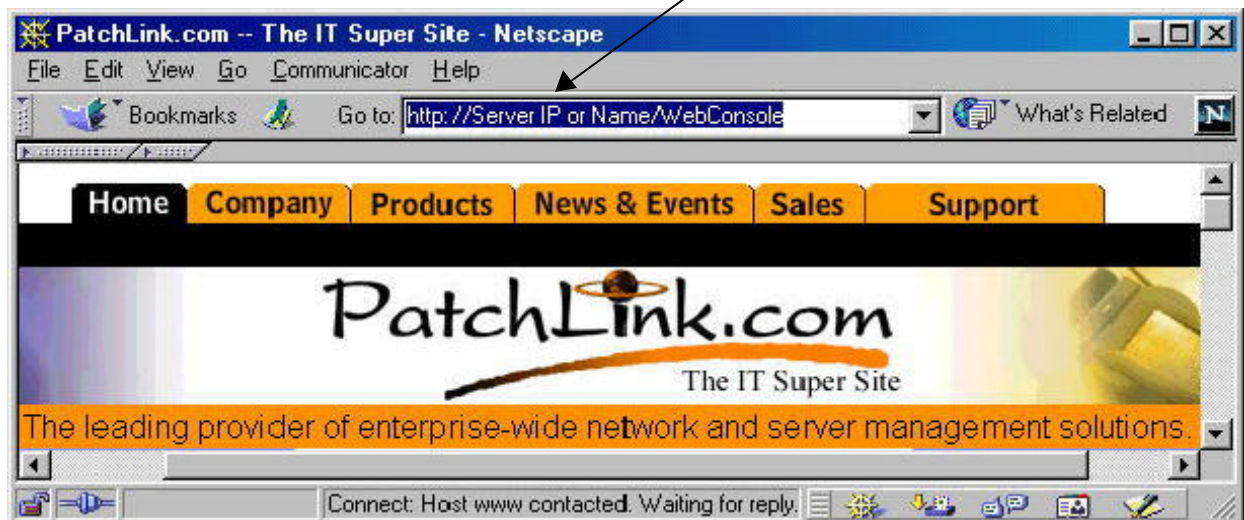 PatchLink.com -- The IT Super Site - Netscape
File Edit View Go Communicator Help
Bookmarks Go to: http://Server IP or Name/WebConsole What's Related N
Home Company Products News & Events Sales Support
PatchLink.com
The IT Super Site
The leading provider of enterprise-wide network and server management solutions.
Connect: Host www contacted. Waiting for reply.